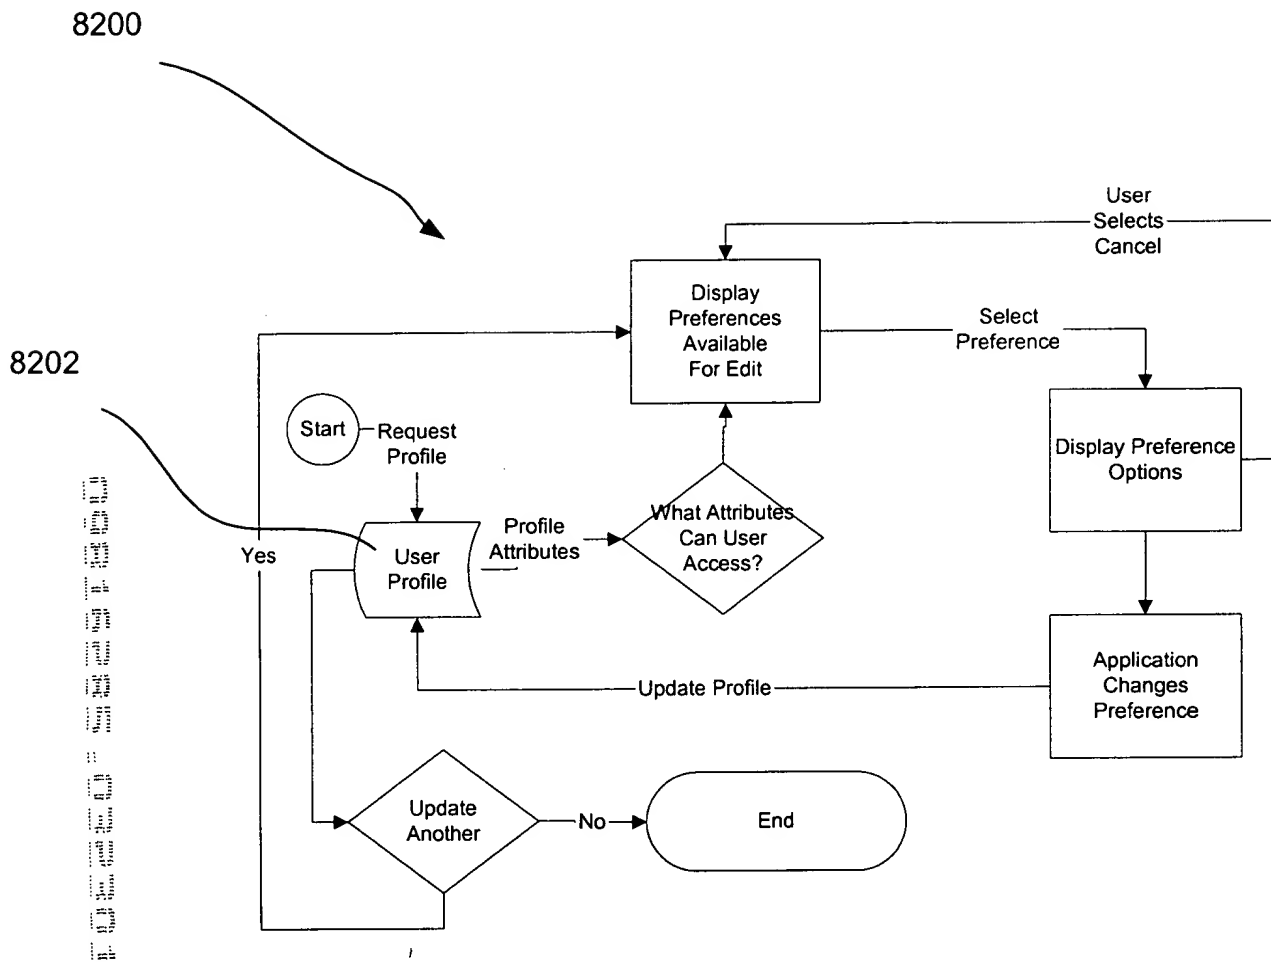 8200
User
Selects
Cancel
Display
Preferences
Available
For Edit
Select
Preference
8202
Start
Request
Profile
Display Preference
Options
What Attributes
Can User
Access?
Profile
Attributes
Yes
User
Profile
Application
Changes
Preference
Update Profile
Update
Another
No
End